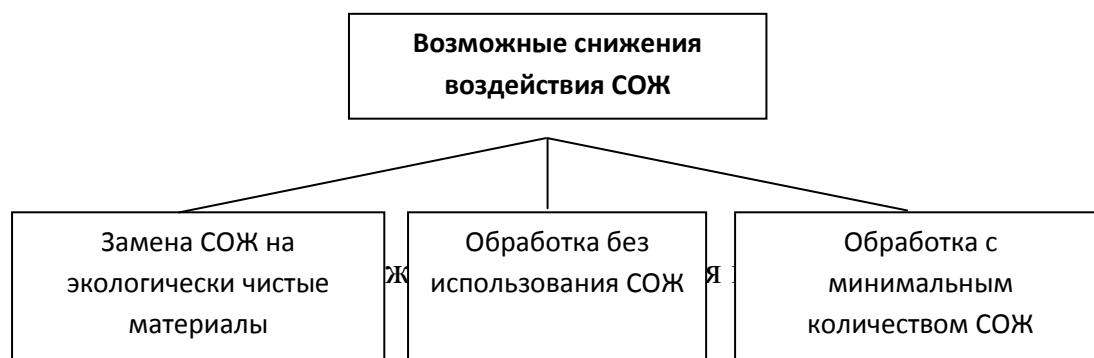 Возможные снижения
воздействия СОЖ
Замена СОЖ на
экологически чистые
материалы
Обработка без
использования СОЖ
Обработка с
минимальным
количеством СОЖ